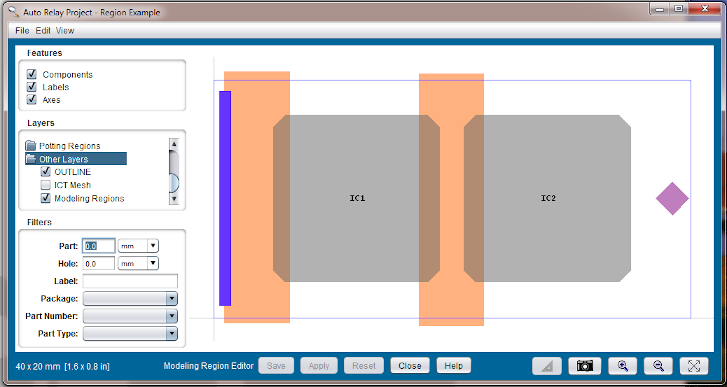 Auto Relay Project - Region Example
File Edit View
Features
Components
Labels
Axes
Layers
Potting Regions
Other Layers
OUTLINE
ICT Mesh
Modeling Regions
Filters
Part: 0.0 mm
Hole: 0.0 mm
Label:
Package:
Part Number:
Part Type:
IC1 IC2
40 x 20 mm [1.6 x 0.8 in] Modeling Region Editor Save Apply Reset Close Help